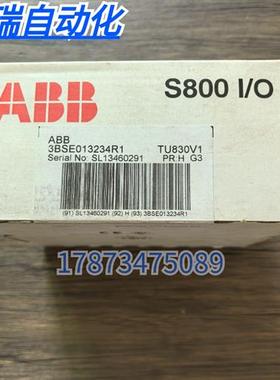 瑞自动化
ABB
S800 I/O
ABB
3BSE013234R1 TU830V1
Serial No: SL13460291 PR:H G3
(91) SL13460291 (92) H (93) 3BSE013234R1
17873475089